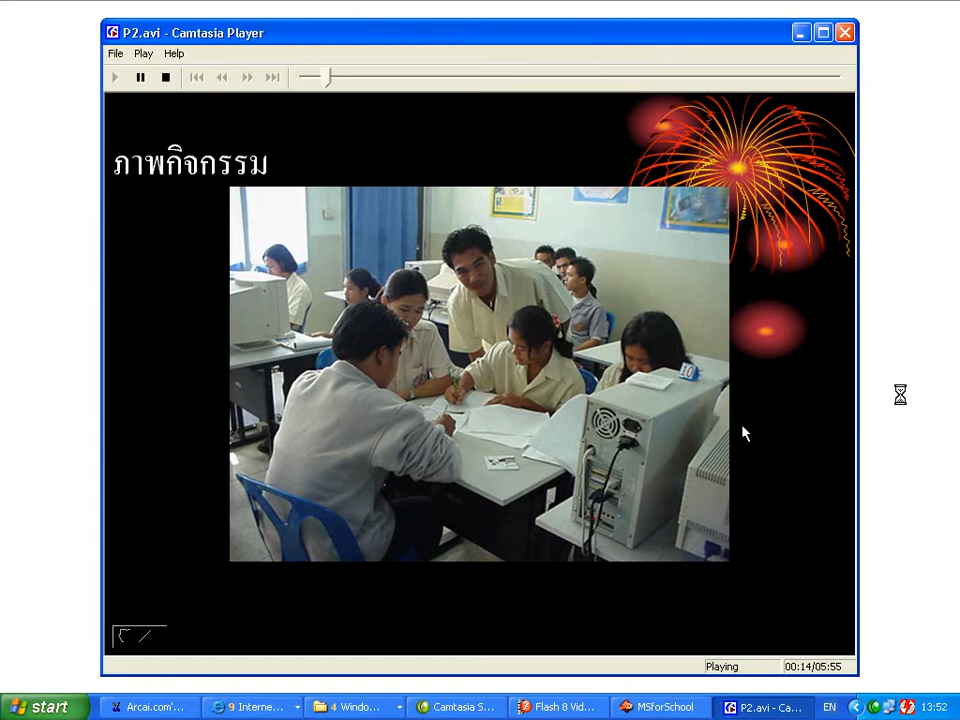 P2.avi - Camtasia Player
File Play Help
ภาพกิจกรรม
10
Playing 00:14/05:55
start Arcai.com'... 9 Interne... 4 Windo... Camtasia S... Flash 8 Vid... MSforSchool P2.avi - Ca... EN 13:52